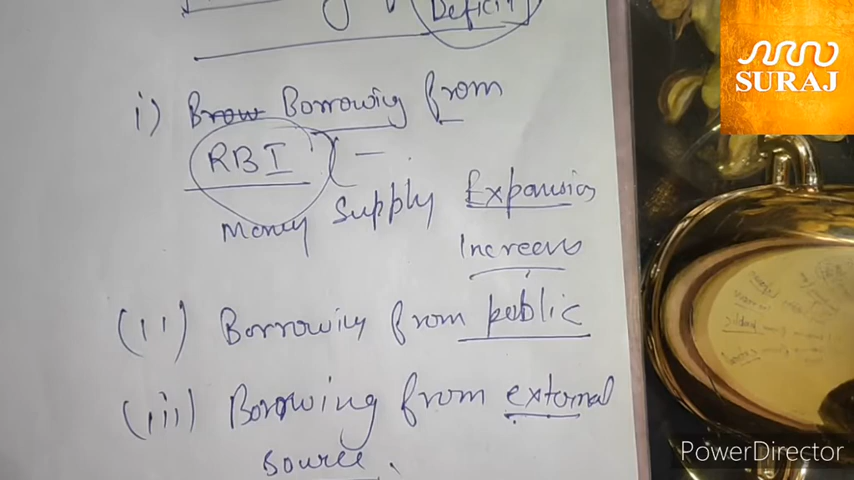 Deficit
SURAJ
i) Brow Borrowing from
RBI –
Money Supply Expansion
Increases
(ii) Borrowing from public
(iii) Borrowing from external
source.
PowerDirector